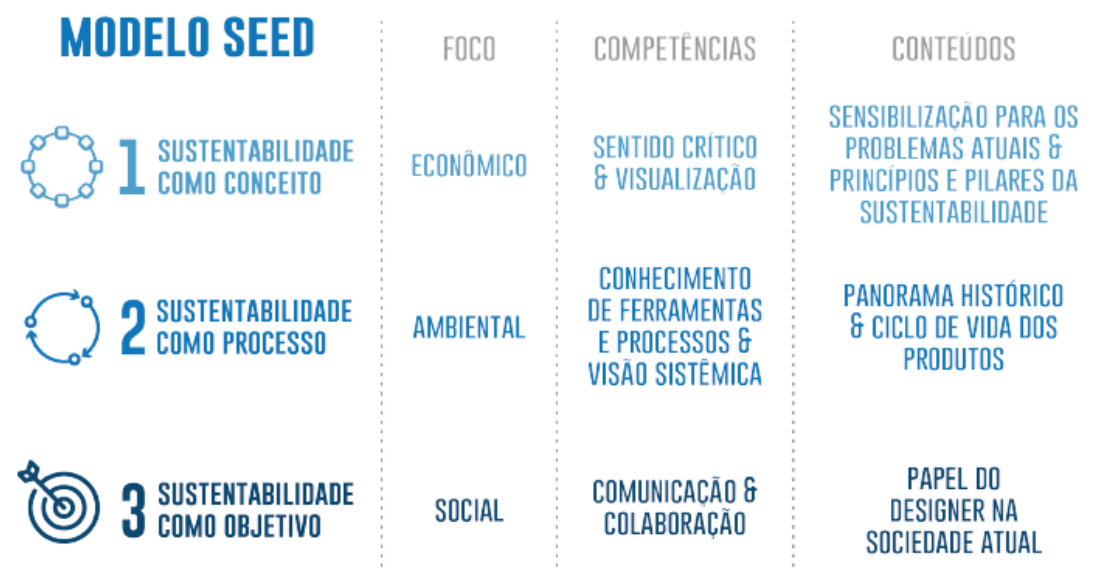 MODELO SEED
FOCO
COMPETÊNCIAS
CONTEÚDOS
1 SUSTENTABILIDADE
COMO CONCEITO
ECONÔMICO
SENTIDO CRÍTICO
& VISUALIZAÇÃO
SENSIBILIZAÇÃO PARA OS
PROBLEMAS ATUAIS &
PRINCÍPIOS E PILARES DA
SUSTENTABILIDADE
2 SUSTENTABILIDADE
COMO PROCESSO
AMBIENTAL
CONHECIMENTO
DE FERRAMENTAS
E PROCESSOS &
VISÃO SISTÊMICA
PANORAMA HISTÓRICO
& CICLO DE VIDA DOS
PRODUTOS
3 SUSTENTABILIDADE
COMO OBJETIVO
SOCIAL
COMUNICAÇÃO &
COLABORAÇÃO
PAPEL DO
DESIGNER NA
SOCIEDADE ATUAL